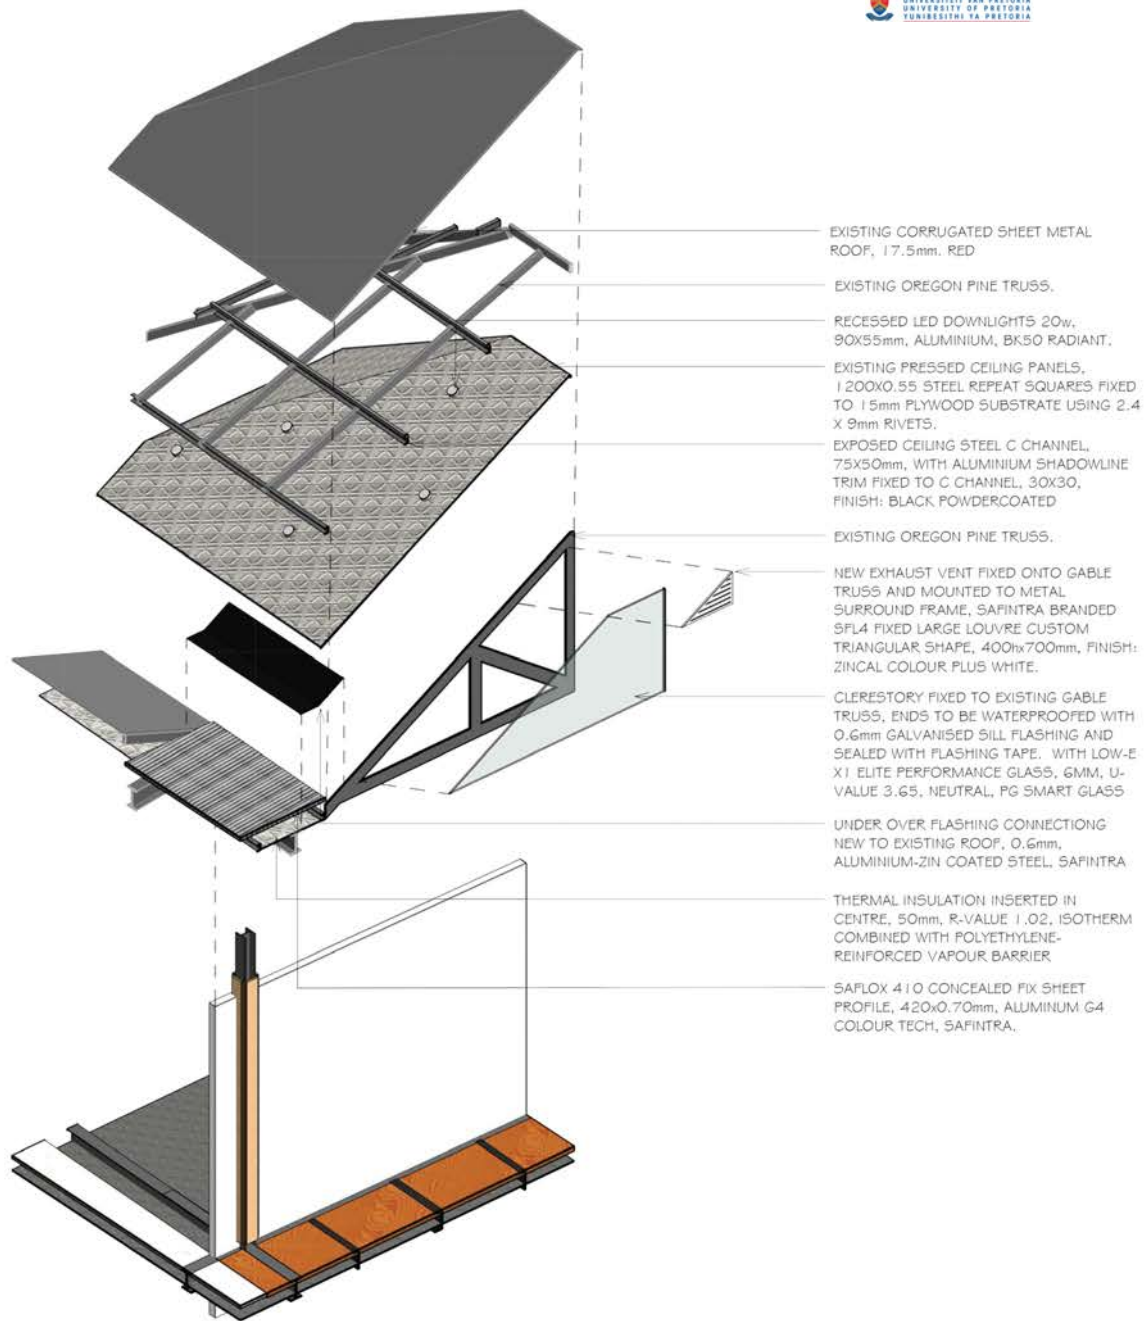 UNIVERSITEIT VAN PRETORIA
UNIVERSITY OF PRETORIA
YUNIBESITHI YA PRETORIA
EXISTING CORRUGATED SHEET METAL
ROOF, 17.5mm. RED
EXISTING OREGON PINE TRUSS.
RECESSED LED DOWNLIGHTS 20w,
90X55mm, ALUMINIUM, BK50 RADIANT.
EXISTING PRESSED CEILING PANELS,
1200X0.55 STEEL REPEAT SQUARES FIXED
TO 15mm PLYWOOD SUBSTRATE USING 2.4
X 9mm RIVETS.
EXPOSED CEILING STEEL C CHANNEL,
75X50mm, WITH ALUMINIUM SHADOWLINE
TRIM FIXED TO C CHANNEL, 30X30,
FINISH: BLACK POWDERCOATED
EXISTING OREGON PINE TRUSS.
NEW EXHAUST VENT FIXED ONTO GABLE
TRUSS AND MOUNTED TO METAL
SURROUND FRAME, SAFINTRA BRANDED
SFL4 FIXED LARGE LOUVRE CUSTOM
TRIANGULAR SHAPE, 400hx700mm, FINISH:
ZINCAL COLOUR PLUS WHITE.
CLERESTORY FIXED TO EXISTING GABLE
TRUSS, ENDS TO BE WATERPROOFED WITH
0.6mm GALVANISED SILL FLASHING AND
SEALED WITH FLASHING TAPE. WITH LOW-E
X1 ELITE PERFORMANCE GLASS, 6MM, U-
VALUE 3.65, NEUTRAL, PG SMART GLASS
UNDER OVER FLASHING CONNECTIONG
NEW TO EXISTING ROOF, 0.6mm,
ALUMINIUM-ZIN COATED STEEL, SAFINTRA
THERMAL INSULATION INSERTED IN
CENTRE, 50mm, R-VALUE 1.02, ISOTHERM
COMBINED WITH POLYETHYLENE-
REINFORCED VAPOUR BARRIER
SAFLOX 410 CONCEALED FIX SHEET
PROFILE, 420x0.70mm, ALUMINUM G4
COLOUR TECH, SAFINTRA.